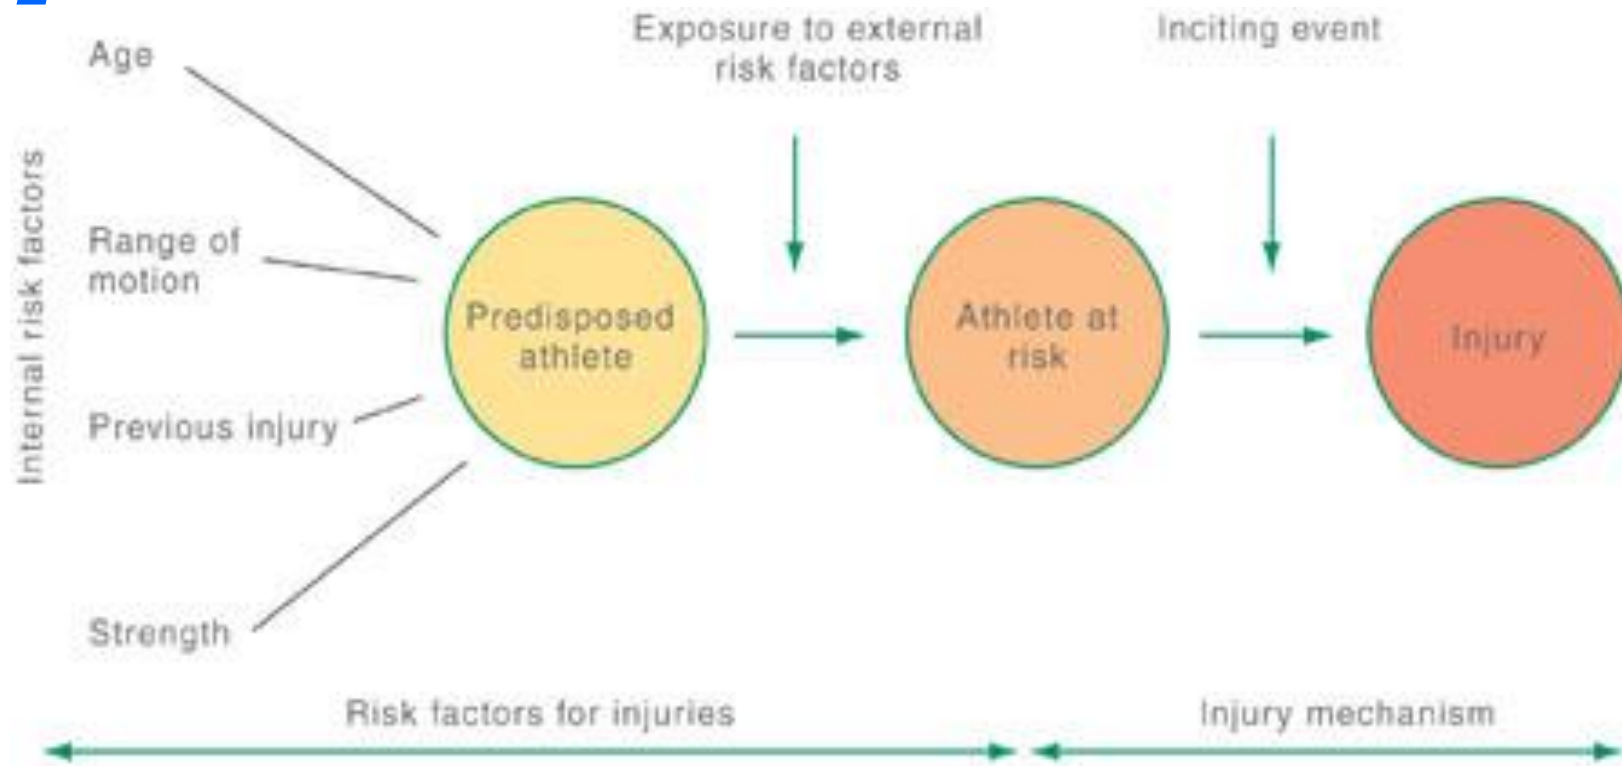 Age
Exposure to external
risk factors
Inciting event
Internal risk factors
Range of
motion
Predisposed
athlete
Athlete at
risk
Injury
Previous injury
Strength
Risk factors for injuries
Injury mechanism